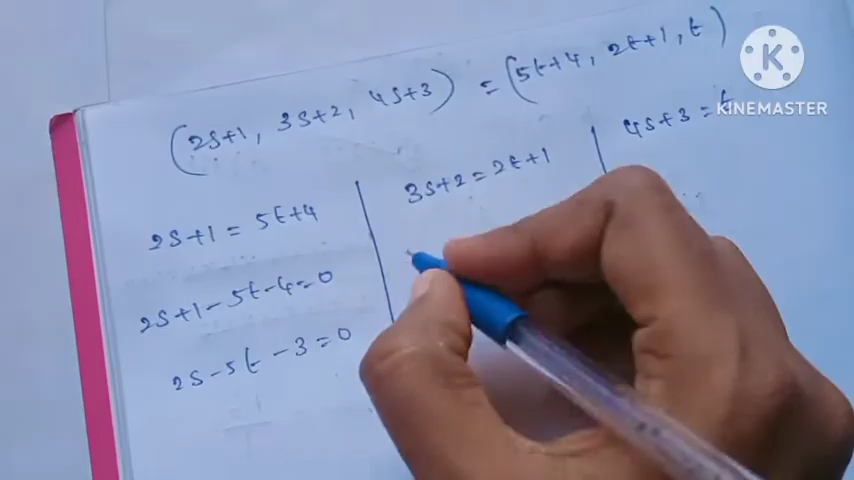 (2s+1, 3s+2, 4s+3) = (5t+4, 2t+1, t)
2s+1 = 5t+4
3s+2 = 2t+1
4s+3 = t
2s+1-5t-4=0
2s-5t-3=0
K
KINEMASTER